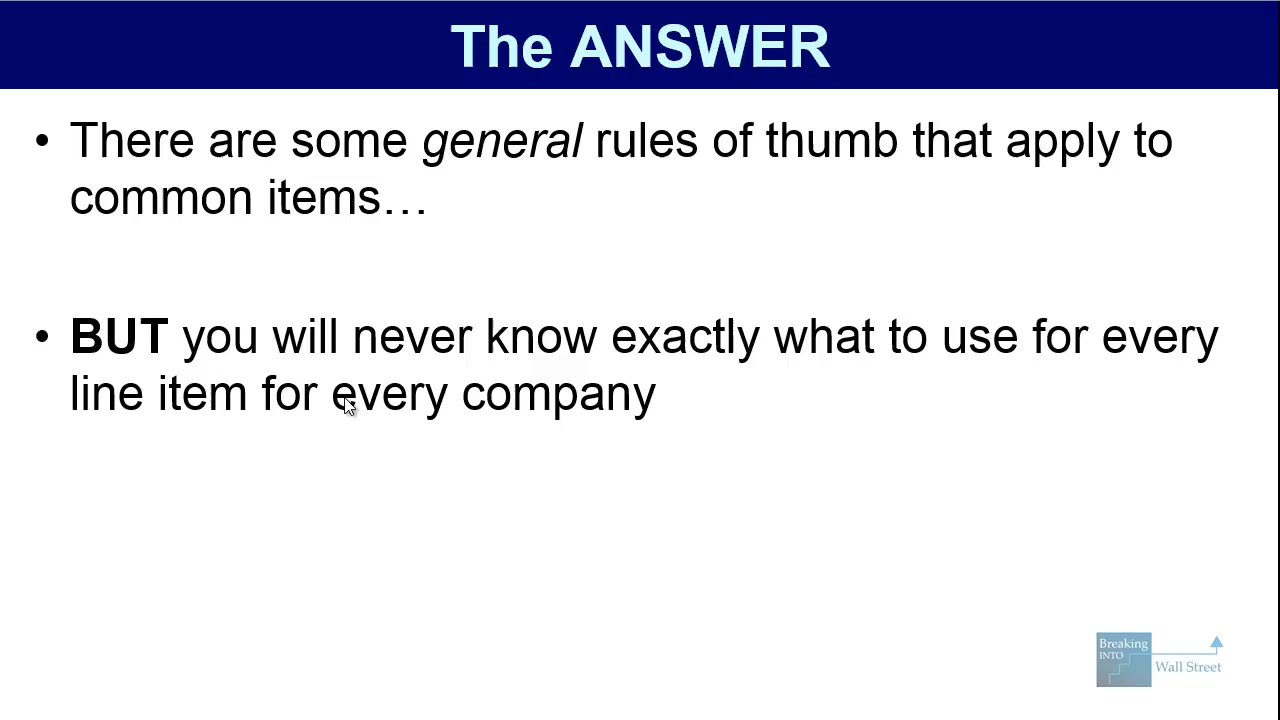 The ANSWER
• There are some general rules of thumb that apply to
common items…
• BUT you will never know exactly what to use for every
line item for every company
Breaking
INTO
Wall Street